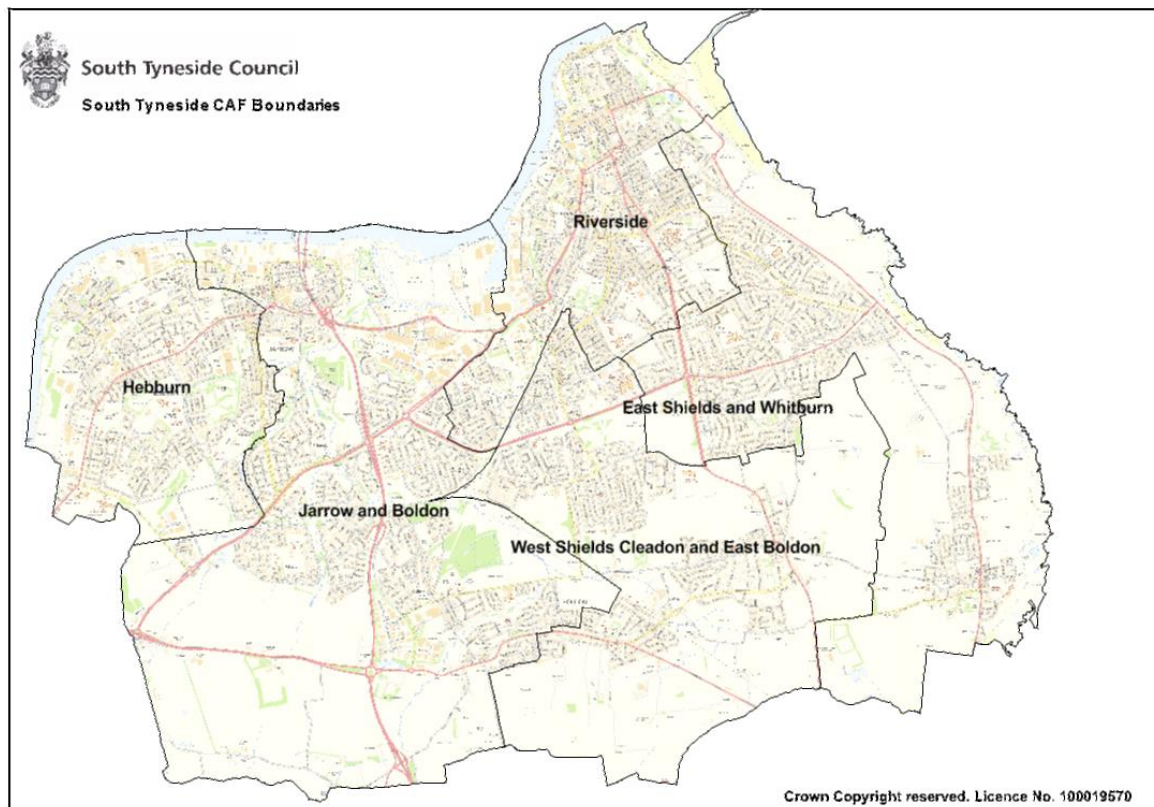 South Tyneside Council
South Tyneside CAF Boundaries
Riverside
Hebburn
East Shields and Whitburn
Jarrow and Boldon
West Shields Cleadon and East Boldon
Crown Copyright reserved. Licence No. 100019570